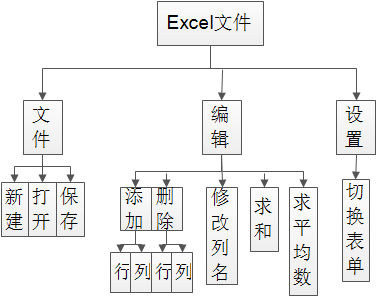 Excel文件
文件
编辑
设置
新建
打开
保存
添加
删除
修改列名
求和
求平均数
切换表单
行
列
行
列